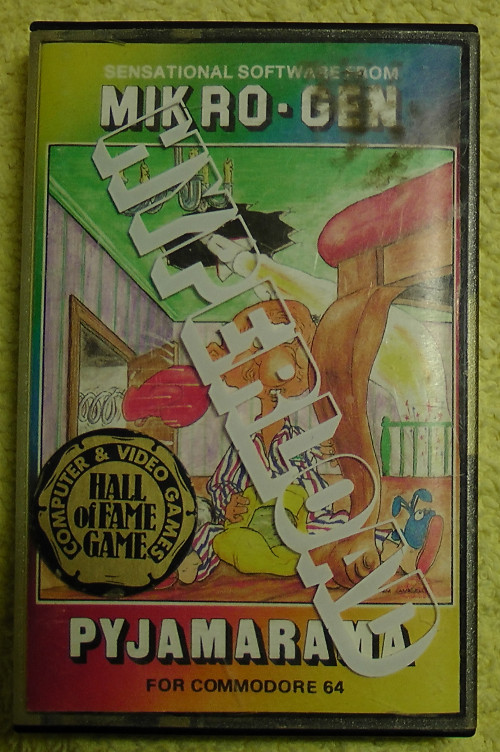 SENSATIONAL SOFTWARE FROM
MIKRO-GEN
COMPUTER & VIDEO GAMES
HALL
of FAME
GAME
PYJAMARAMA
FOR COMMODORE 64